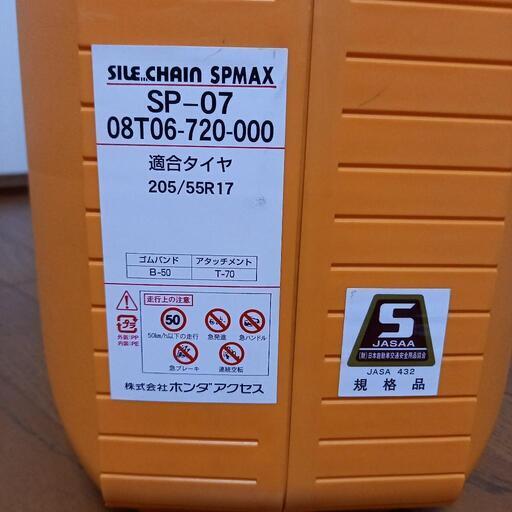 SILE CHAIN SPMAX
SP-07
08T06-720-000
適合タイヤ
205/55R17
ゴムバンド アタッチメント
B-50 T-70
走行上の注意
50
50km/h以下の走行 急発進 急ハンドル
急ブレーキ 連続空転
プラ
外装:PP
内装:PE
株式会社ホンダアクセス
S
JASAA
(財)日本自動車交通安全用品協会
JASA 432
規格品